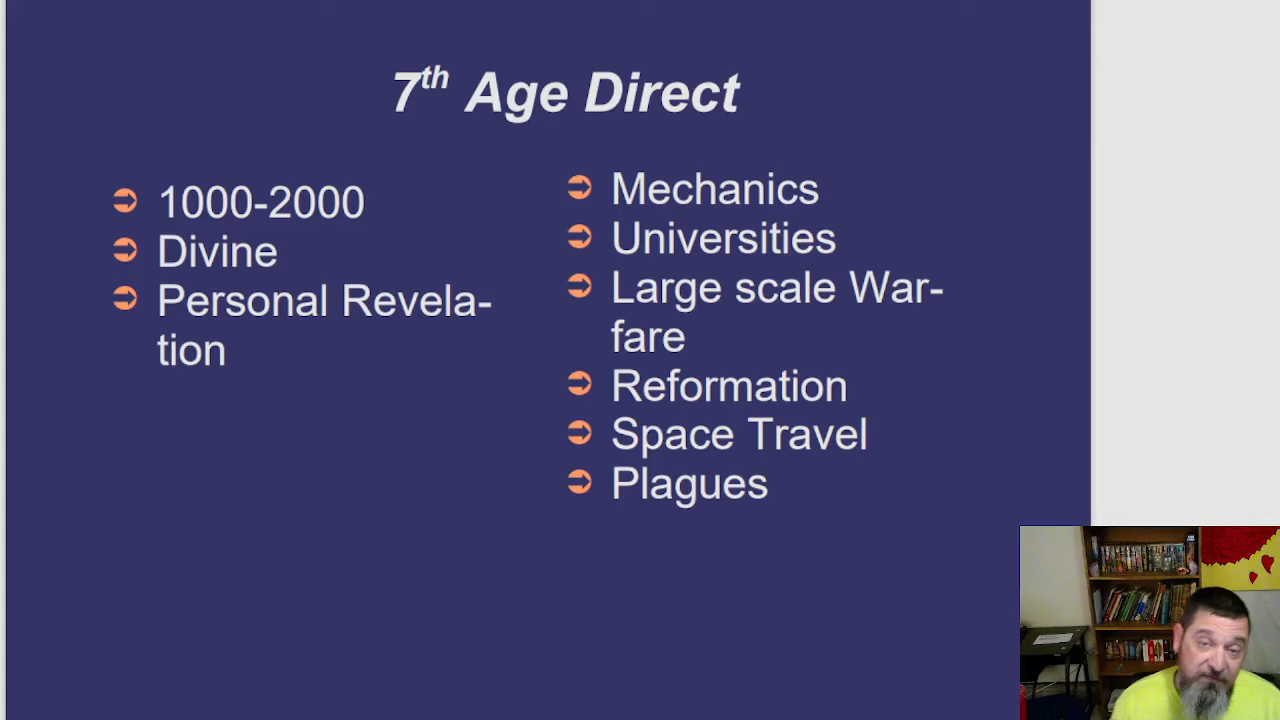 7th Age Direct
1000-2000
Divine
Personal Revela-
tion
Mechanics
Universities
Large scale War-
fare
Reformation
Space Travel
Plagues